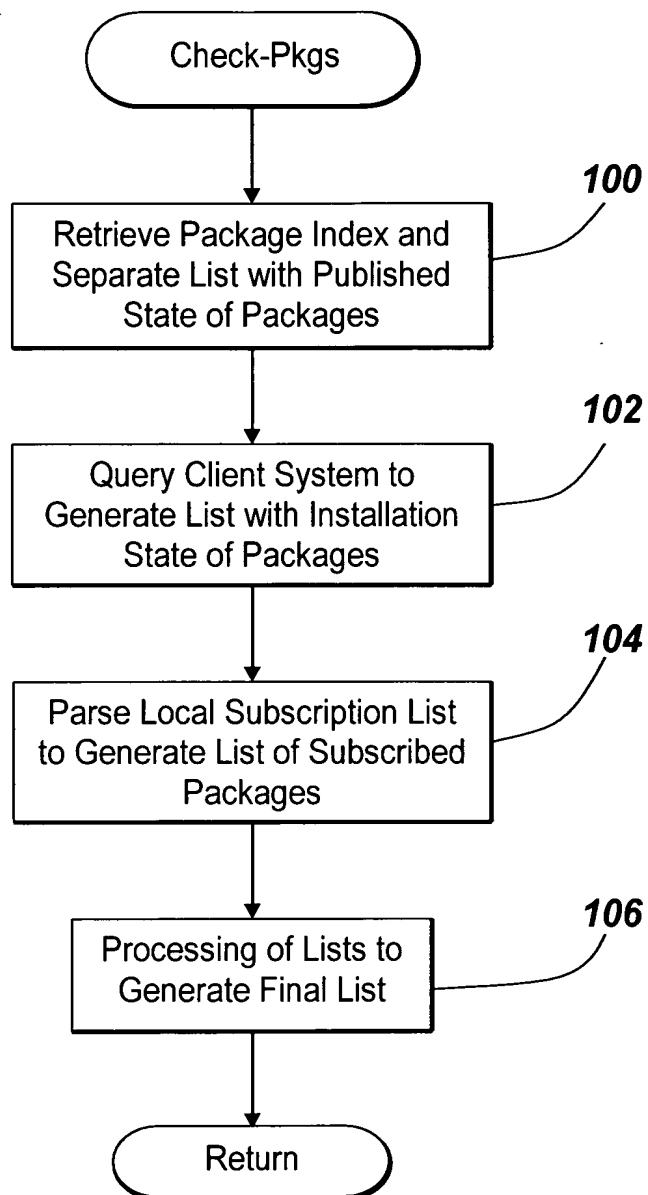 Check-Pkgs
100
Retrieve Package Index and
Separate List with Published
State of Packages
102
Query Client System to
Generate List with Installation
State of Packages
104
Parse Local Subscription List
to Generate List of Subscribed
Packages
106
Processing of Lists to
Generate Final List
Return